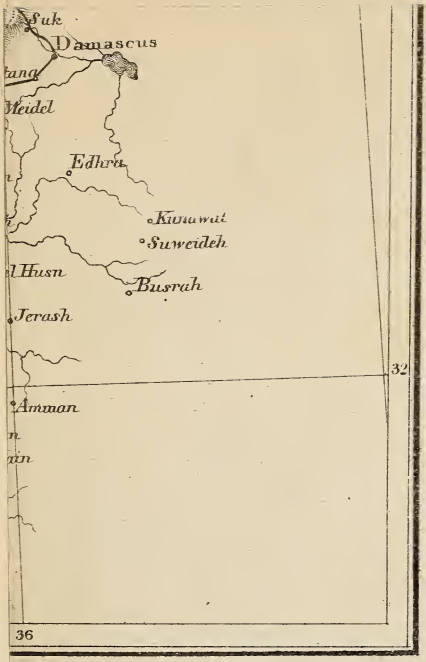 Suk
Damascus
Meidel
Edhra
Kunawat
Suweideh
l Husn
Busrah
Jerash
32
Amman
n
36